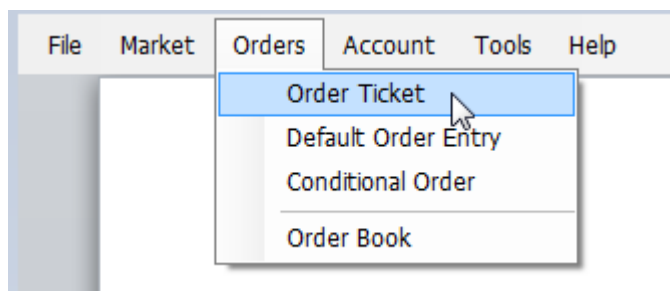 File Market Orders Account Tools Help
Order Ticket
Default Order Entry
Conditional Order
Order Book